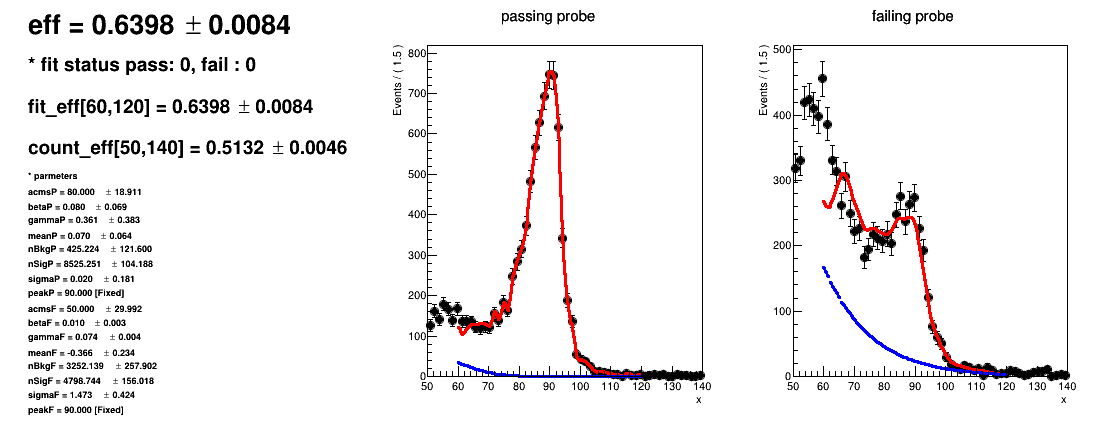 eff = 0.6398 ± 0.0084
* fit status pass: 0, fail : 0
fit_eff[60,120] = 0.6398 ± 0.0084
count_eff[50,140] = 0.5132 ± 0.0046
* parmeters
acmsP = 80.000 ± 18.911
betaP = 0.080 ± 0.069
gammaP = 0.361 ± 0.383
meanP = 0.070 ± 0.064
nBkgP = 425.224 ± 121.600
nSigP = 8525.251 ± 104.188
sigmaP = 0.020 ± 0.181
peakP = 90.000 [Fixed]
acmsF = 50.000 ± 29.992
betaF = 0.010 ± 0.003
gammaF = 0.074 ± 0.004
meanF = -0.366 ± 0.234
nBkgF = 3252.139 ± 257.902
nSigF = 4798.744 ± 156.018
sigmaF = 1.473 ± 0.424
peakF = 90.000 [Fixed]
passing probe
Events / ( 1.5 )
800
700
600
500
400
300
200
100
0
50 60 70 80 90 100 110 120 130 140
x
failing probe
Events / ( 1.5 )
500
400
300
200
100
0
50 60 70 80 90 100 110 120 130 140
x